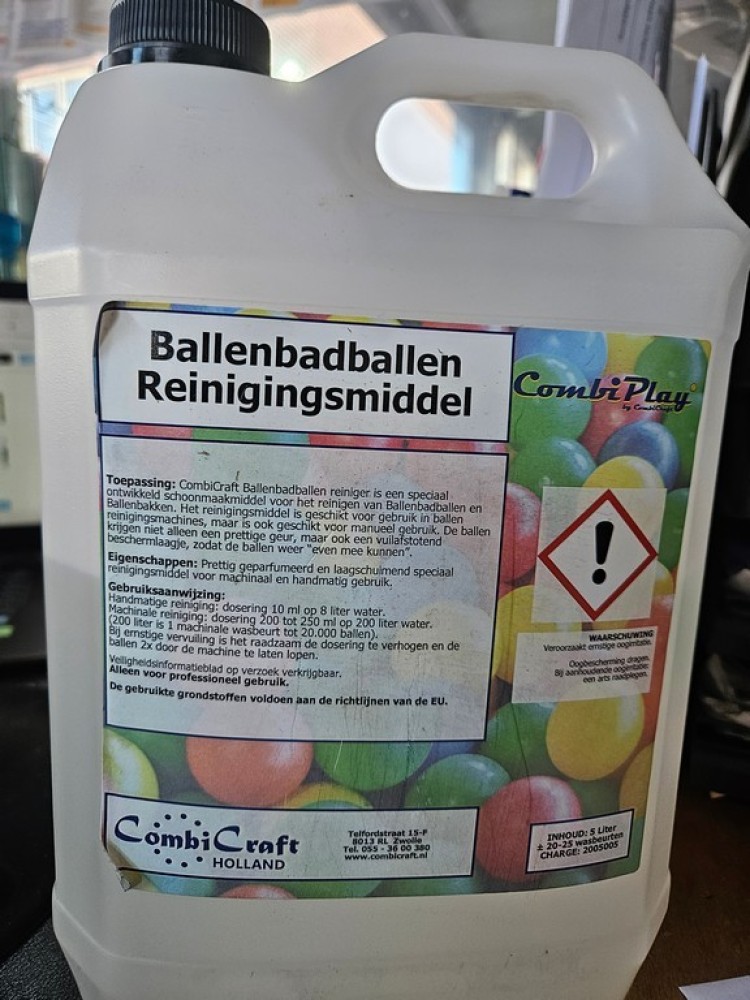 Ballenbadballen
Reinigingsmiddel
CombiPlay
by CombiCraft
Toepassing: CombiCraft Ballenbadballen reiniger is een speciaal
ontwikkeld schoonmaakmiddel voor het reinigen van Ballenbadballen en
Ballenbakken. Het reinigingsmiddel is geschikt voor gebruik in ballen
reinigingsmachines, maar is ook geschikt voor manueel gebruik. De ballen
krijgen niet alleen een prettige geur, maar ook een vuilafstotend
beschermlaagje, zodat de ballen weer "even mee kunnen".
Eigenschappen: Prettig geparfumeerd en laagschuimend speciaal
reinigingsmiddel voor machinaal en handmatig gebruik.
Gebruiksaanwijzing:
Handmatige reiniging: dosering 10 ml op 8 liter water.
Machinale reiniging: dosering 200 tot 250 ml op 200 liter water.
(200 liter is 1 machinale wasbeurt tot 20.000 ballen).
Bij ernstige vervuiling is het raadzaam de dosering te verhogen en de
ballen 2x door de machine te laten lopen.
Veiligheidsinformatieblad op verzoek verkrijgbaar.
Alleen voor professioneel gebruik.
De gebruikte grondstoffen voldoen aan de richtlijnen van de EU.
WAARSCHUWING
Veroorzaakt ernstige oogirritatie.
Oogbescherming dragen.
Bij aanhoudende oogirritatie:
een arts raadplegen.
CombiCraft
HOLLAND
Telfordstraat 15-F
8013 RL Zwolle
Tel. 055 - 36 00 380
www.combicraft.nl
INHOUD: 5 Liter
± 20-25 wasbeurten
CHARGE: 2005005